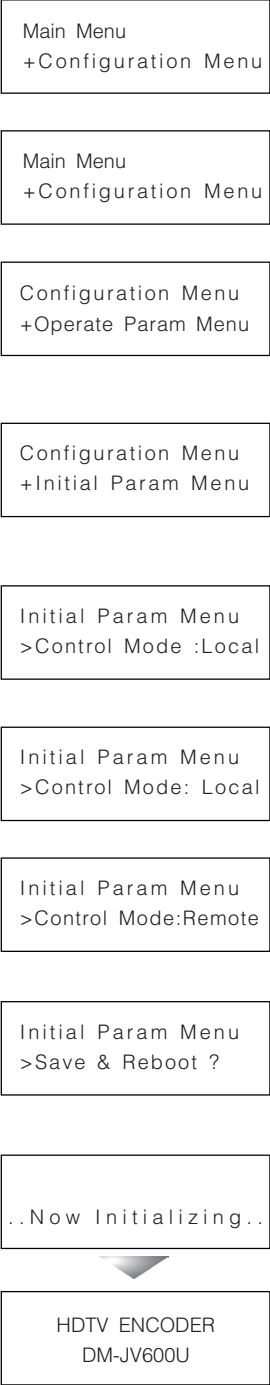 Main Menu
+Configuration Menu
Main Menu
+Configuration Menu
Configuration Menu
+Operate Param Menu
Configuration Menu
+Initial Param Menu
Initial Param Menu
>Control Mode :Local
Initial Param Menu
>Control Mode: Local
Initial Param Menu
>Control Mode:Remote
Initial Param Menu
>Save & Reboot ?
..Now Initializing..
HDTV ENCODER
DM-JV600U